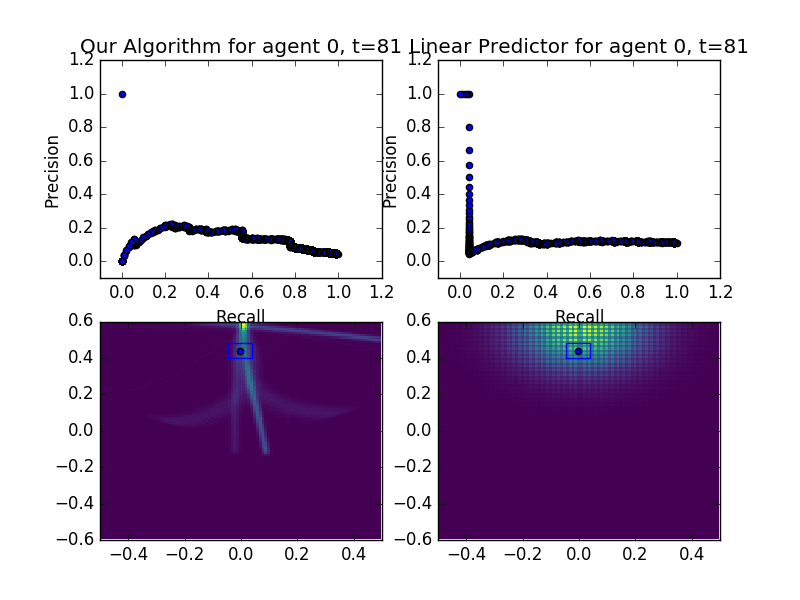 Our Algorithm for agent 0, t=81
Linear Predictor for agent 0, t=81
1.2
1.0
0.8
0.6
0.4
0.2
0.0
Precision
0.0 0.2 0.4 0.6 0.8 1.0 1.2
Recall
1.2
1.0
0.8
0.6
0.4
0.2
0.0
Precision
0.0 0.2 0.4 0.6 0.8 1.0 1.2
Recall
0.6
0.4
0.2
0.0
−0.2
−0.4
−0.6
−0.4 −0.2 0.0 0.2 0.4
0.6
0.4
0.2
0.0
−0.2
−0.4
−0.6
−0.4 −0.2 0.0 0.2 0.4